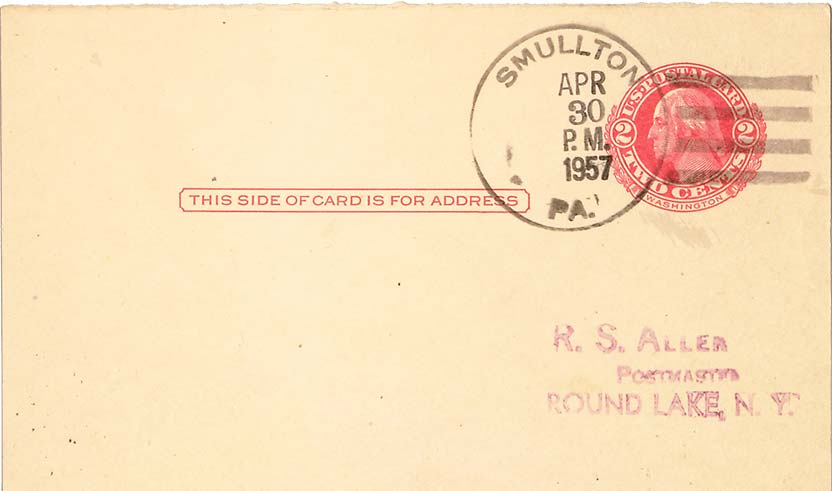 SMULLTON
APR
30
P. M.
1957
PA.
U.S. POSTAL CARD
2 2
TWO CENTS
WASHINGTON
THIS SIDE OF CARD IS FOR ADDRESS
R. S. ALLEN
POSTMASTER
ROUND LAKE, N. Y.